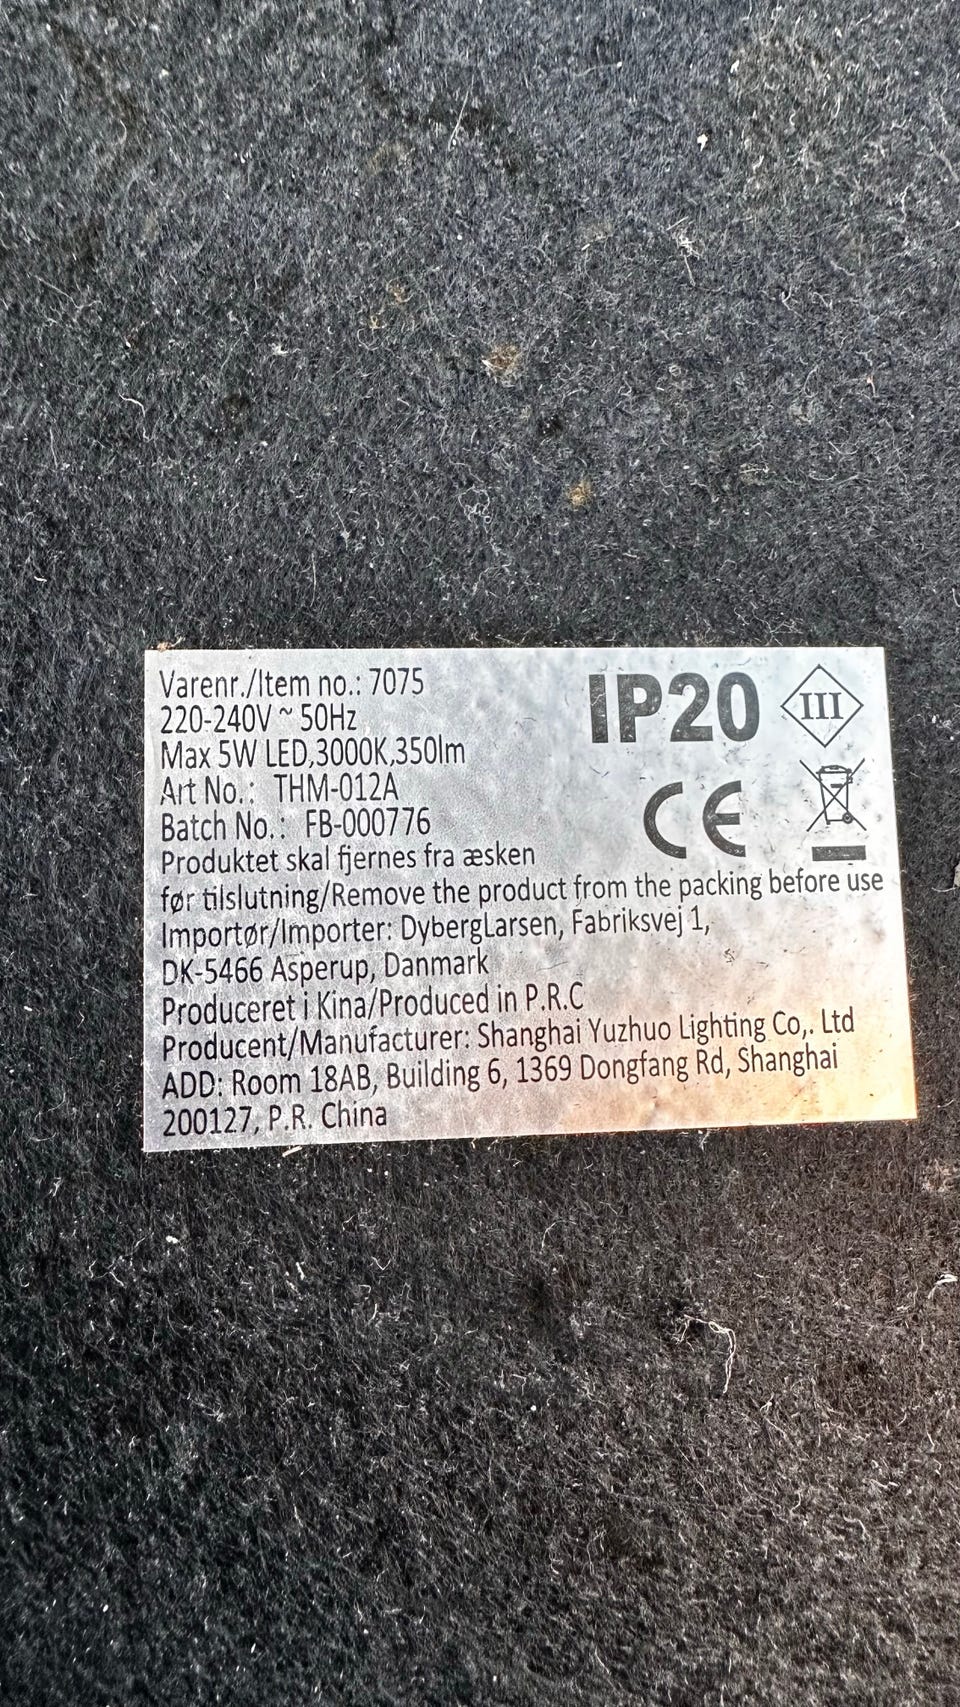 Varenr./Item no.: 7075
220-240V ~ 50Hz
Max 5W LED,3000K,350lm
Art No.: THM-012A
Batch No.: FB-000776
Produktet skal fjernes fra æsken
før tilslutning/Remove the product from the packing before use
Importør/Importer: DybergLarsen, Fabriksvej 1,
DK-5466 Asperup, Danmark
Produceret i Kina/Produced in P.R.C
Producent/Manufacturer: Shanghai Yuzhuo Lighting Co,. Ltd
ADD: Room 18AB, Building 6, 1369 Dongfang Rd, Shanghai
200127, P.R. China
IP20
III
CE